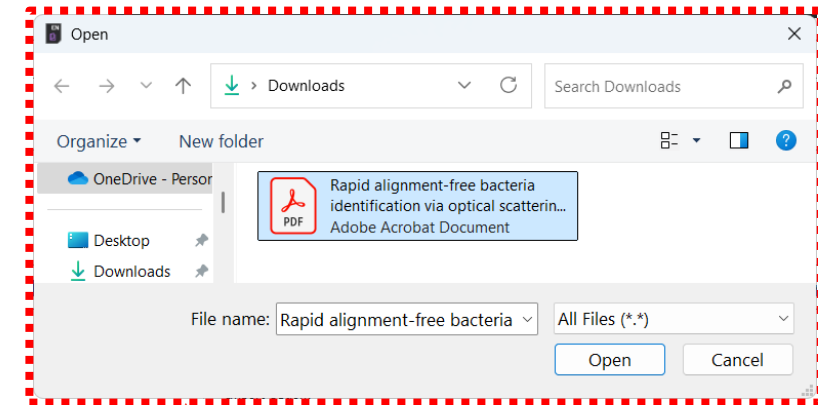 Open
Downloads
Search Downloads
Organize
New folder
OneDrive - Person
Rapid alignment-free bacteria
identification via optical scatterin...
PDF
Adobe Acrobat Document
Desktop
Downloads
File name: Rapid alignment-free bacteria
All Files (*.*)
Open
Cancel